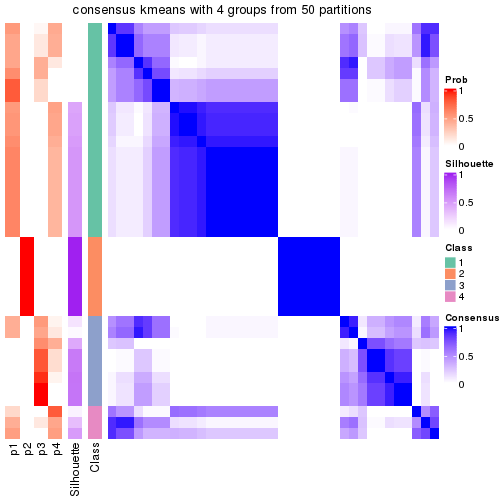 consensus kmeans with 4 groups from 50 partitions
Prob
1
0.5
0
Silhouette
1
0.5
0
Class
1
2
3
4
Consensus
1
0.5
0
p1
p2
p3
p4
Silhouette
Class